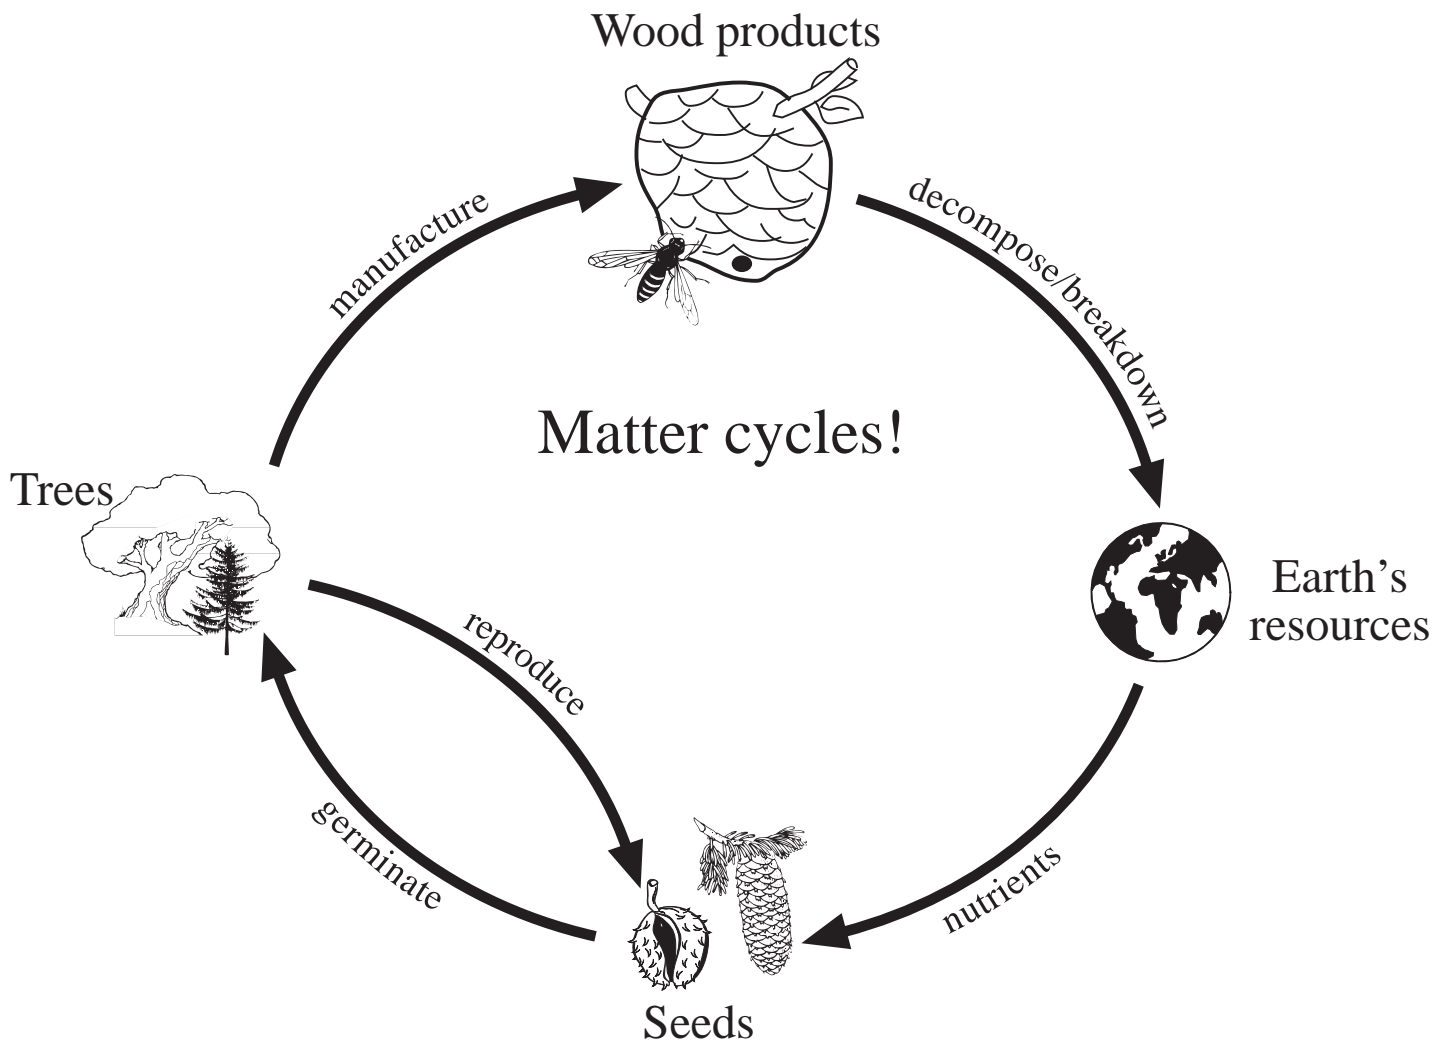 Wood products
manufacture
decompose/breakdown
Matter cycles!
Trees
Earth's
resources
reproduce
germinate
nutrients
Seeds